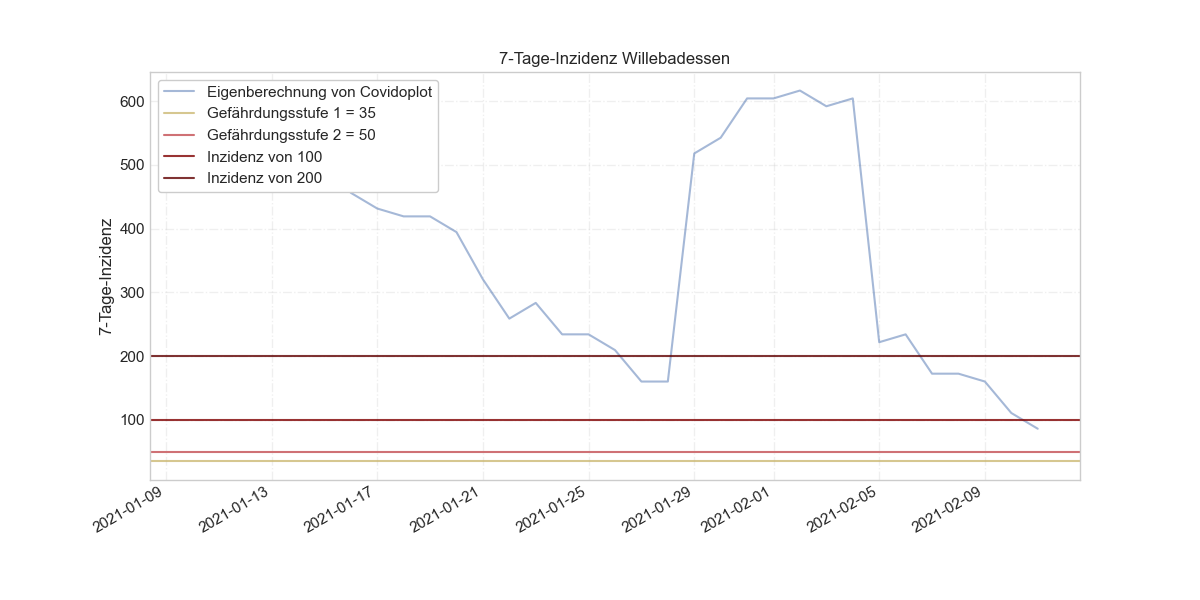 7-Tage-Inzidenz Willebadessen
Eigenberechnung von Covidoplot
Gefährdungsstufe 1 = 35
Gefährdungsstufe 2 = 50
Inzidenz von 100
Inzidenz von 200
7-Tage-Inzidenz
600
500
400
300
200
100
2021-01-09
2021-01-13
2021-01-17
2021-01-21
2021-01-25
2021-01-29
2021-02-01
2021-02-05
2021-02-09